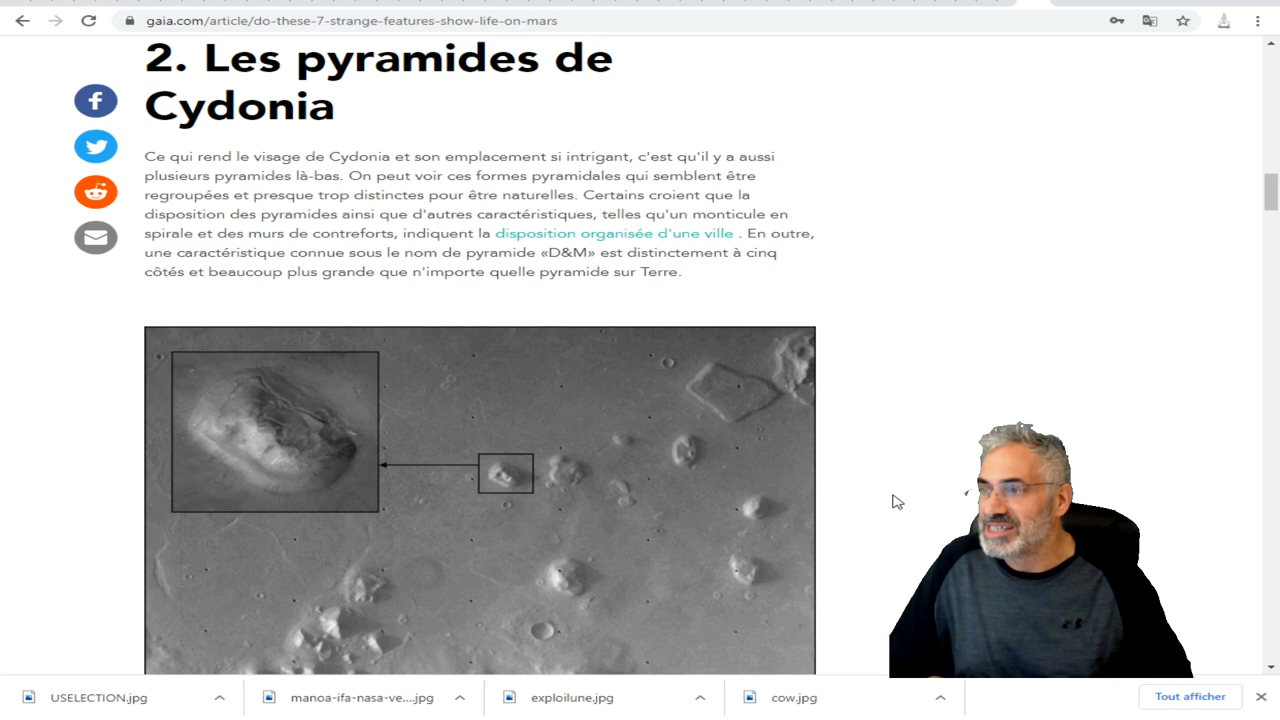 gaia.com/article/do-these-7-strange-features-show-life-on-mars
2. Les pyramides de
Cydonia
Ce qui rend le visage de Cydonia et son emplacement si intrigant, c'est qu'il y a aussi
plusieurs pyramides là-bas. On peut voir ces formes pyramidales qui semblent être
regroupées et presque trop distinctes pour être naturelles. Certains croient que la
disposition des pyramides ainsi que d'autres caractéristiques, telles qu'un monticule en
spirale et des murs de contreforts, indiquent la disposition organisée d'une ville . En outre,
une caractéristique connue sous le nom de pyramide «D&M» est distinctement à cinq
côtés et beaucoup plus grande que n'importe quelle pyramide sur Terre.
USELECTION.jpg
manoa-ifa-nasa-ve....jpg
exploilune.jpg
cow.jpg
Tout afficher